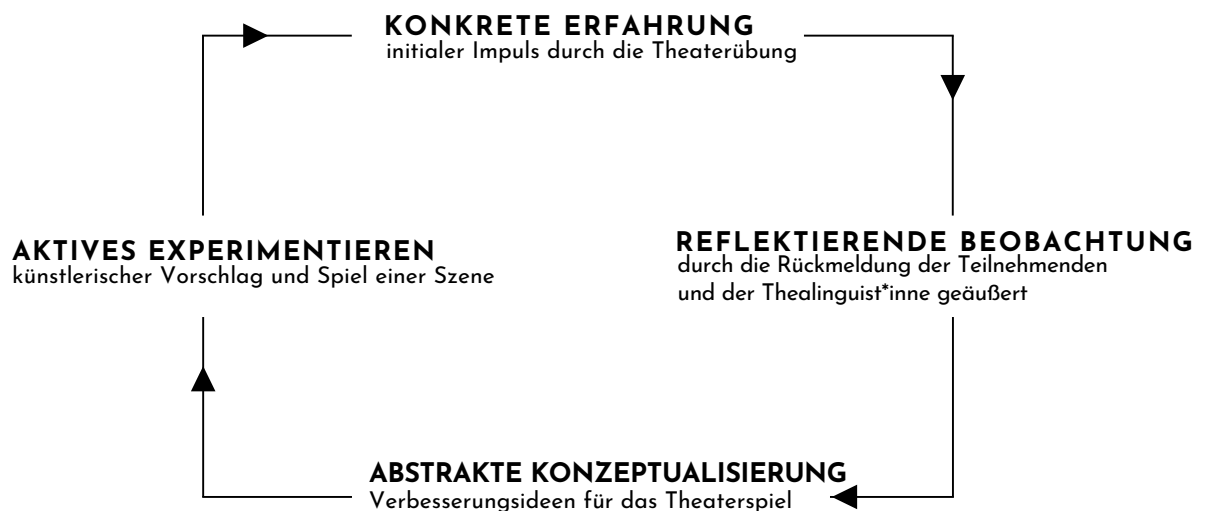 KONKRETE ERFAHRUNG
initialer Impuls durch die Theaterübung
REFLEKTIERENDE BEOBACHTUNG
durch die Rückmeldung der Teilnehmenden
und der Thealinguist*inne geäußert
AKTIVES EXPERIMENTIEREN
künstlerischer Vorschlag und Spiel einer Szene
ABSTRAKTE KONZEPTUALISIERUNG
Verbesserungsideen für das Theaterspiel